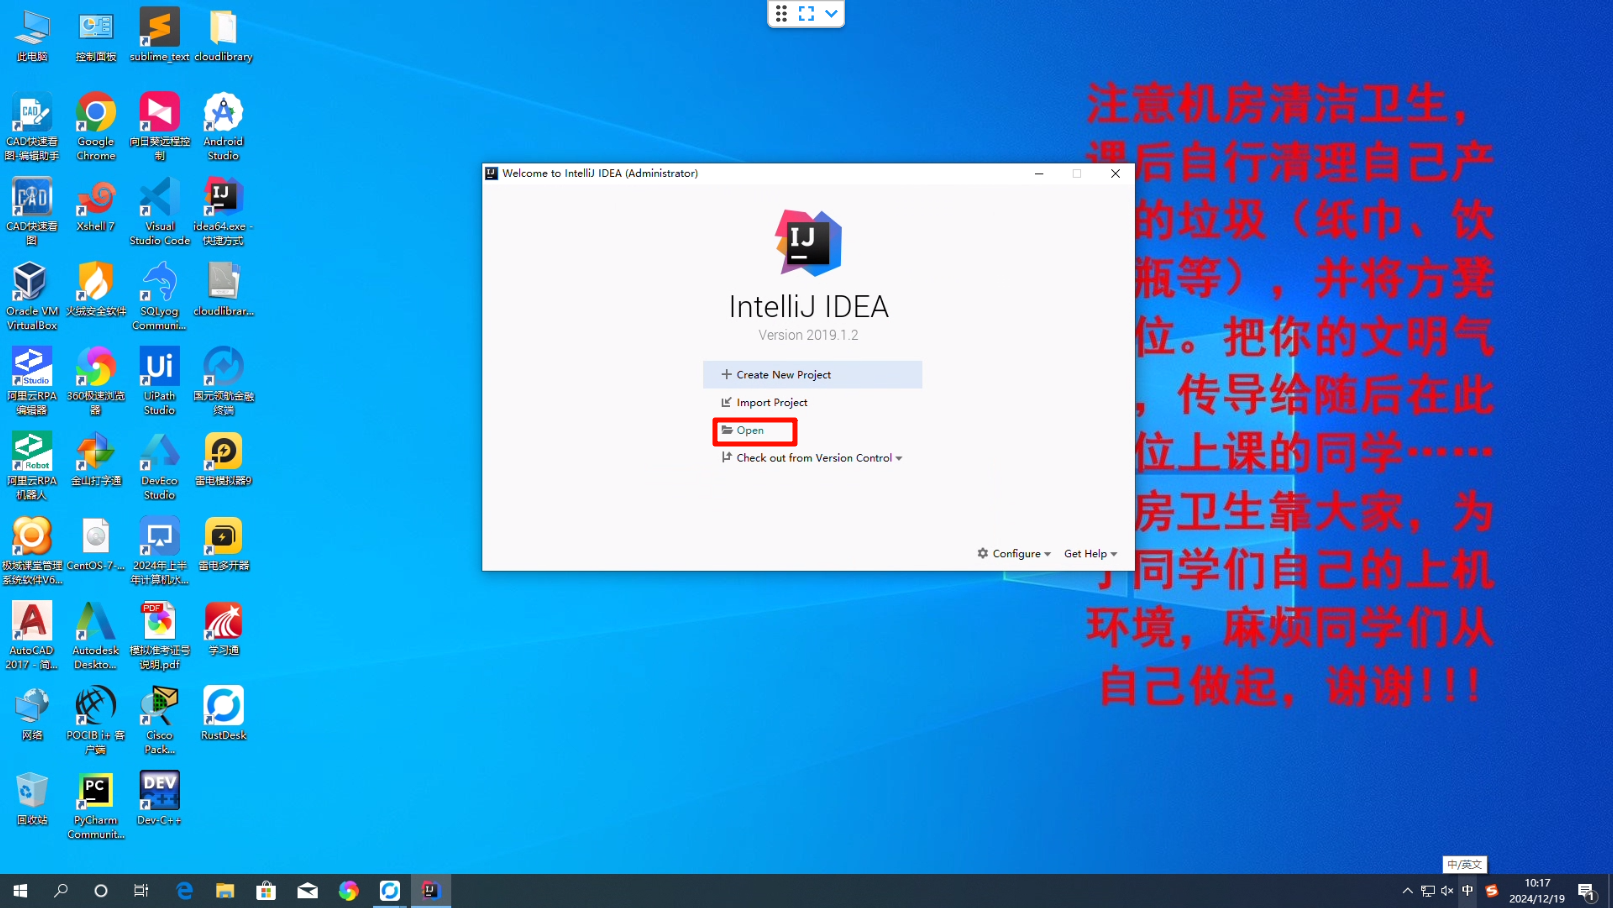 此电脑
控制面板
sublime_text
cloudlibrary
CAD快速看
图-编辑助手
Google
Chrome
向日葵远程控
制
Android
Studio
CAD快速看
图
Xshell 7
Visual
Studio Code
idea64.exe -
快捷方式
Oracle VM
VirtualBox
火绒安全软件
SQLyog
Communi...
cloudlibrar...
阿里云RPA
编辑器
360极速浏览
器
UiPath
Studio
国元领航金融
终端
阿里云RPA
机器人
金山打字通
DevEco
Studio
雷电模拟器9
极域课堂管理
系统软件V6...
CentOS-7-...
2024年上半
年计算机水...
雷电多开器
AutoCAD
2017 - 简...
Autodesk
Deskto...
模拟准考证号
说明.pdf
学习通
网络
POCIB i+ 客
户端
Cisco
Pack...
RustDesk
回收站
PyCharm
Communit...
Dev-C++
Welcome to IntelliJ IDEA (Administrator)
IntelliJ IDEA
Version 2019.1.2
Create New Project
Import Project
Open
Check out from Version Control
Configure
Get Help
注意机房清洁卫生，
课后自行清理自己产
的垃圾（纸巾、饮
瓶等），并将方凳
位。把你的文明气
，传导给随后在此
位上课的同学……
房卫生靠大家，为
了同学们自己的上机
环境，麻烦同学们从
自己做起，谢谢!!!
中/英文
中
10:17
2024/12/19
1